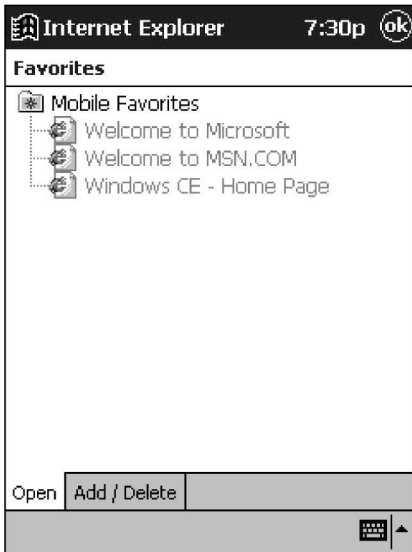 Internet Explorer 7:30p ok
Favorites
Mobile Favorites
Welcome to Microsoft
Welcome to MSN.COM
Windows CE - Home Page
Open Add / Delete